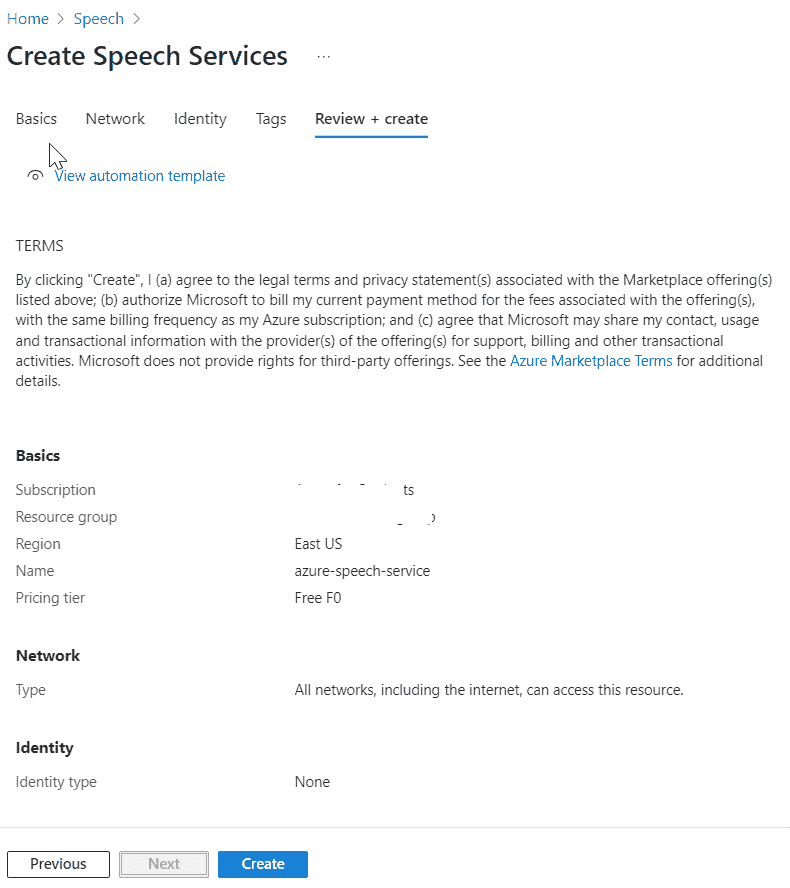 Home > Speech >
Create Speech Services ...
Basics Network Identity Tags Review + create
View automation template
TERMS
By clicking "Create", I (a) agree to the legal terms and privacy statement(s) associated with the Marketplace offering(s)
listed above; (b) authorize Microsoft to bill my current payment method for the fees associated with the offering(s),
with the same billing frequency as my Azure subscription; and (c) agree that Microsoft may share my contact, usage
and transactional information with the provider(s) of the offering(s) for support, billing and other transactional
activities. Microsoft does not provide rights for third-party offerings. See the Azure Marketplace Terms for additional
details.
Basics
Subscription
Resource group
Region East US
Name azure-speech-service
Pricing tier Free F0
Network
Type All networks, including the internet, can access this resource.
Identity
Identity type None
Previous Next Create